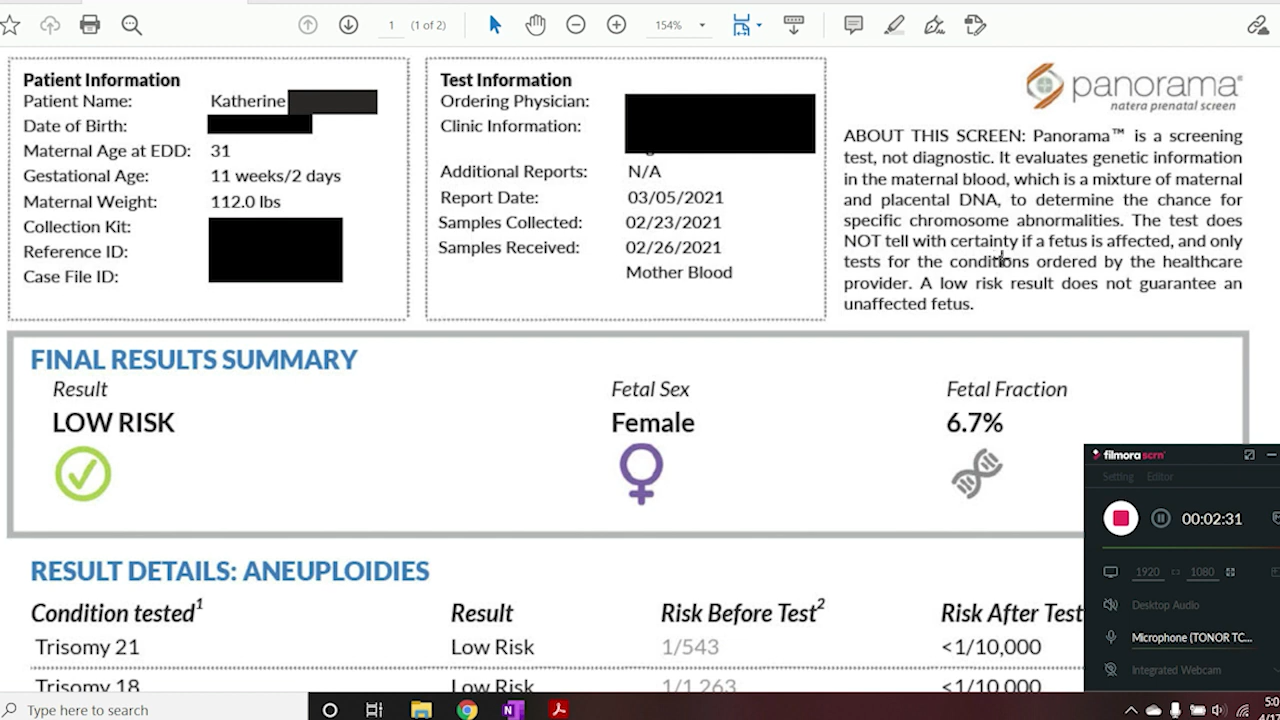 1 (1 of 2) 154%
Patient Information
Patient Name: Katherine
Date of Birth:
Maternal Age at EDD: 31
Gestational Age: 11 weeks/2 days
Maternal Weight: 112.0 lbs
Collection Kit:
Reference ID:
Case File ID:
Test Information
Ordering Physician:
Clinic Information:
Additional Reports: N/A
Report Date: 03/05/2021
Samples Collected: 02/23/2021
Samples Received: 02/26/2021
Mother Blood
panorama
natera prenatal screen
ABOUT THIS SCREEN: Panorama™ is a screening
test, not diagnostic. It evaluates genetic information
in the maternal blood, which is a mixture of maternal
and placental DNA, to determine the chance for
specific chromosome abnormalities. The test does
NOT tell with certainty if a fetus is affected, and only
tests for the conditions ordered by the healthcare
provider. A low risk result does not guarantee an
unaffected fetus.
FINAL RESULTS SUMMARY
Result Fetal Sex Fetal Fraction
LOW RISK Female 6.7%
RESULT DETAILS: ANEUPLOIDIES
Condition tested1 Result Risk Before Test2 Risk After Test
Trisomy 21 Low Risk 1/543 <1/10,000
Trisomy 18 Low Risk 1/1,263 <1/10,000
filmora scrn
Setting Editor
00:02:31
1920 1080
Desktop Audio
Microphone (TONOR TC...
Integrated Webcam
Type here to search